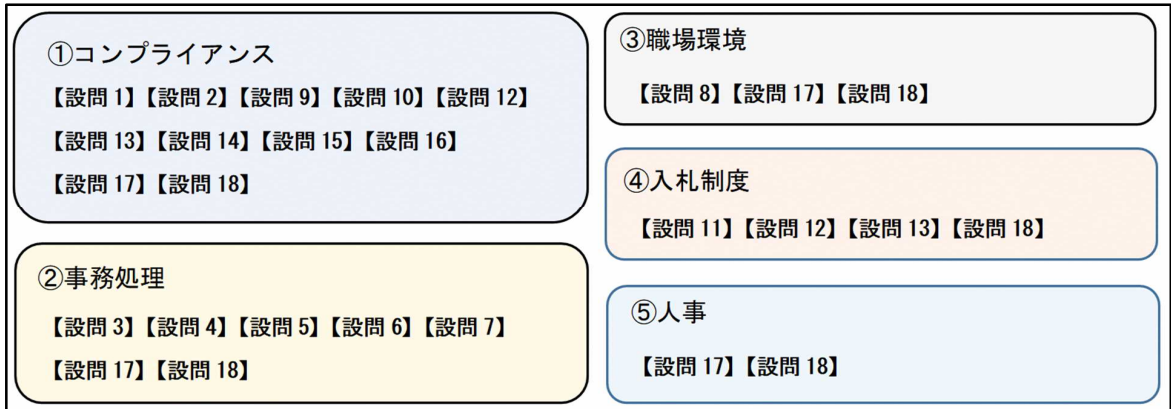 ①コンプライアンス
【設問 1】【設問 2】【設問 9】【設問 10】【設問 12】
【設問 13】【設問 14】【設問 15】【設問 16】
【設問 17】【設問 18】
②事務処理
【設問 3】【設問 4】【設問 5】【設問 6】【設問 7】
【設問 17】【設問 18】
③職場環境
【設問 8】【設問 17】【設問 18】
④入札制度
【設問 11】【設問 12】【設問 13】【設問 18】
⑤人事
【設問 17】【設問 18】